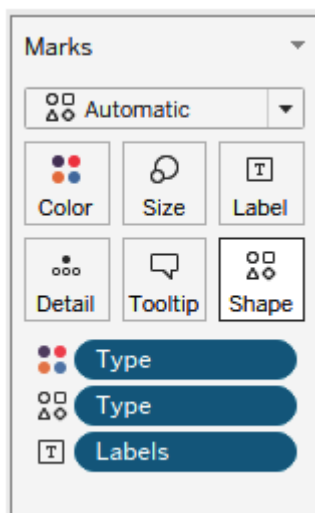 Marks
Automatic
Color Size Label
Detail Tooltip Shape
Type
Type
T Labels